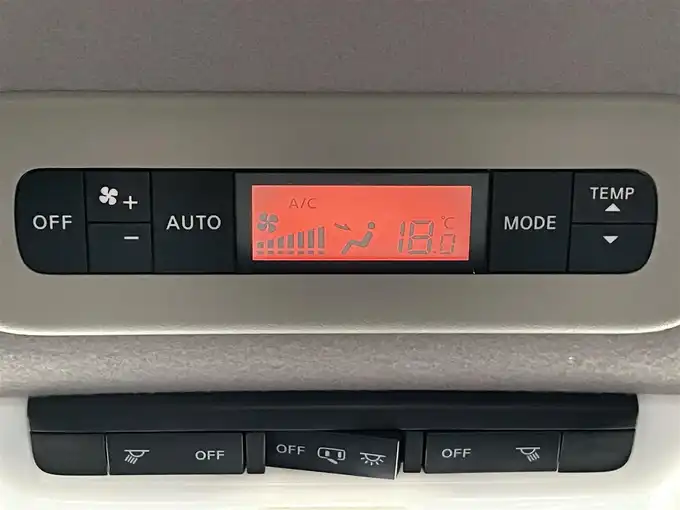 OFF + - AUTO A/C 18.0 °C MODE TEMP
OFF OFF OFF